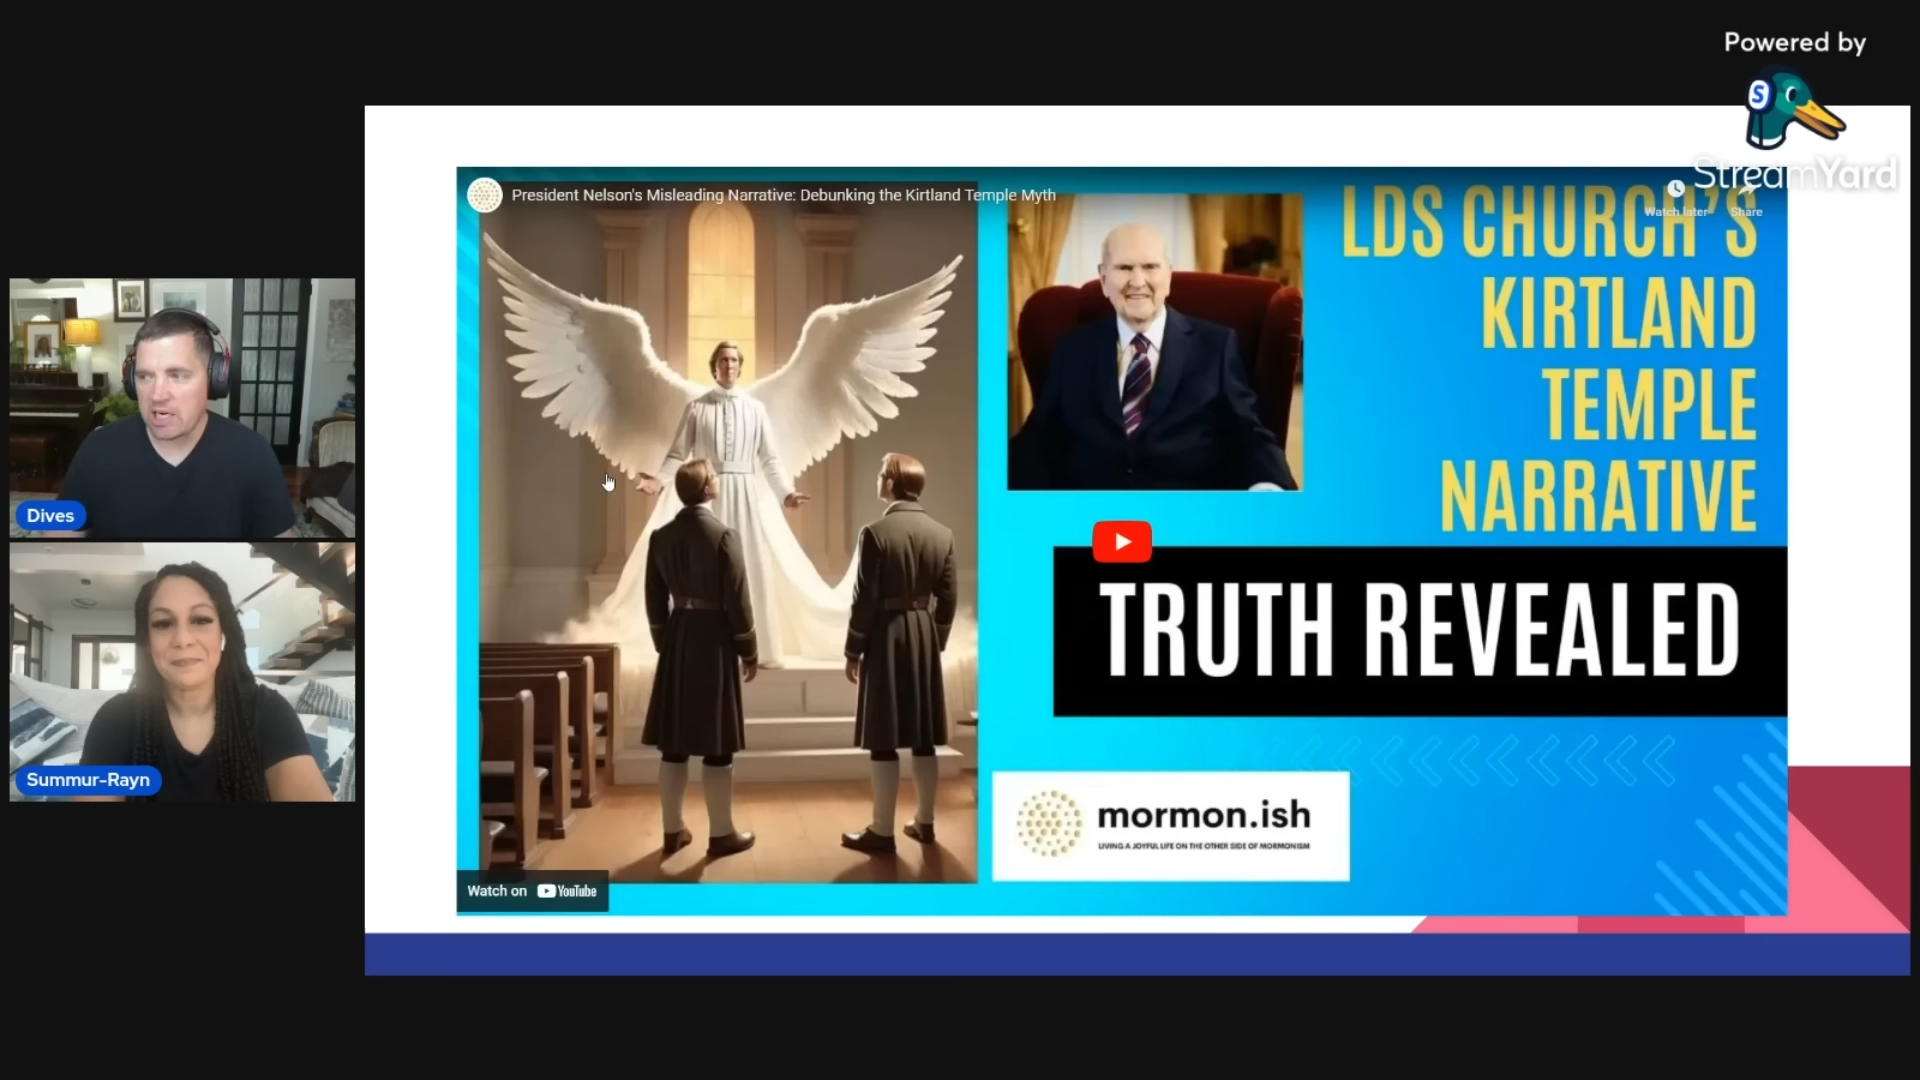 Powered by
StreamYard
S
President Nelson's Misleading Narrative: Debunking the Kirtland Temple Myth
Watch later
Share
LDS CHURCH'S
KIRTLAND
TEMPLE
NARRATIVE
TRUTH REVEALED
mormon.ish
LIVING A JOYFUL LIFE ON THE OTHER SIDE OF MORMONISM
Watch on YouTube
Dives
Summur-Rayn